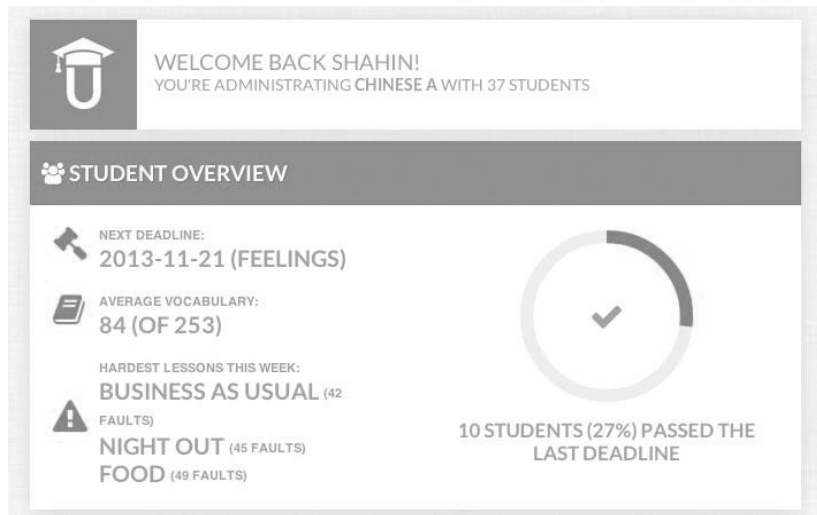 WELCOME BACK SHAHIN!
YOU'RE ADMINISTRATING CHINESE A WITH 37 STUDENTS
STUDENT OVERVIEW
NEXT DEADLINE:
2013-11-21 (FEELINGS)
AVERAGE VOCABULARY:
84 (OF 253)
HARDEST LESSONS THIS WEEK:
BUSINESS AS USUAL (42
FAULTS)
NIGHT OUT (45 FAULTS)
FOOD (49 FAULTS)
10 STUDENTS (27%) PASSED THE
LAST DEADLINE